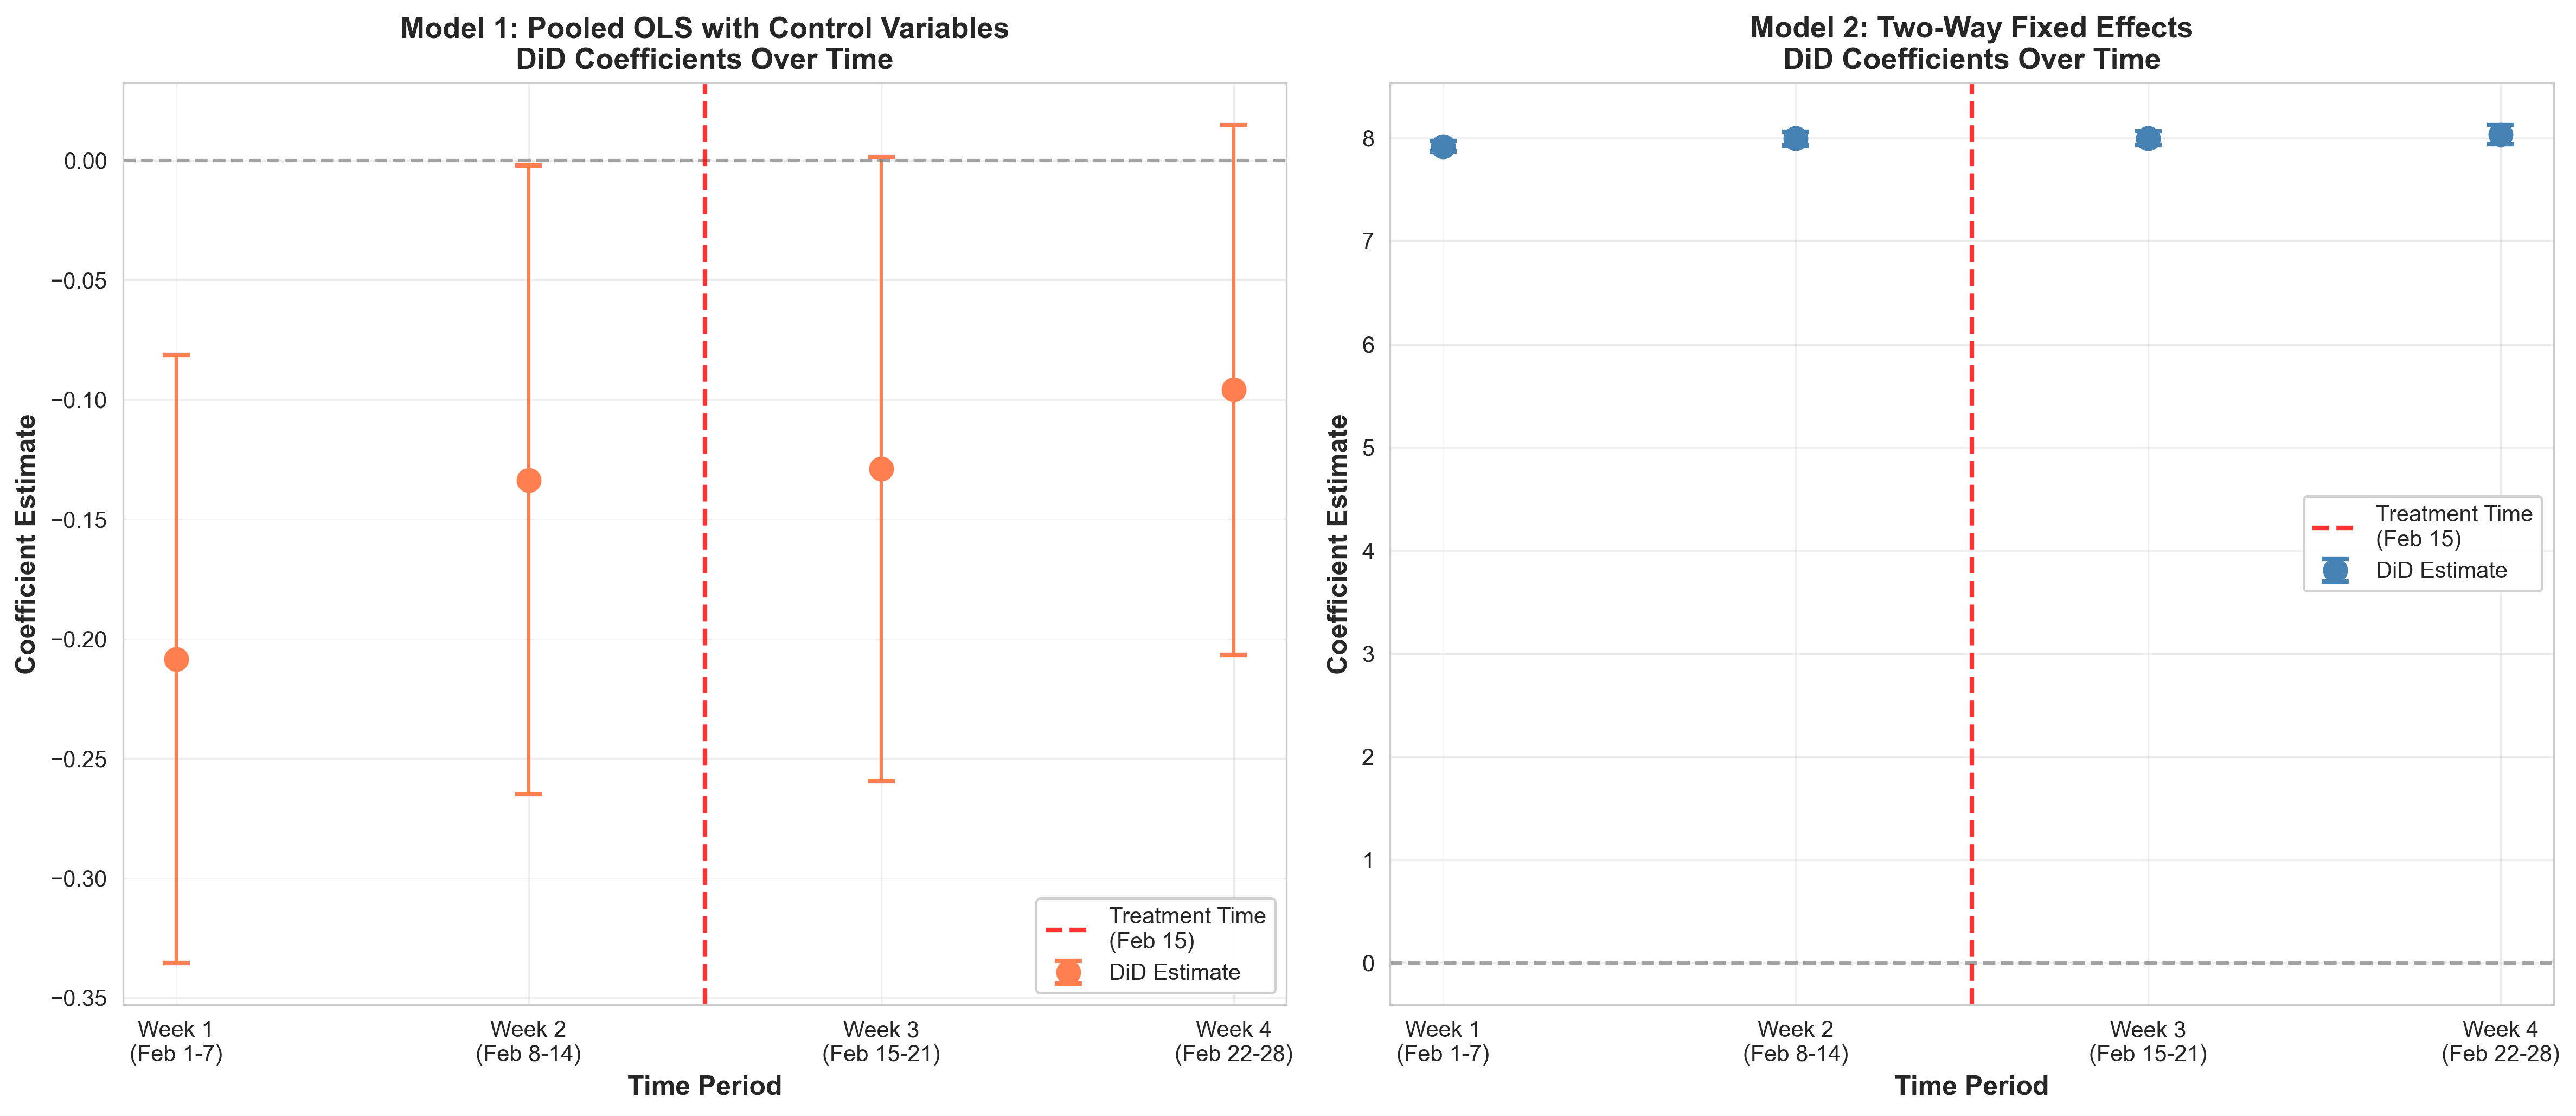 Model 1: Pooled OLS with Control Variables
DiD Coefficients Over Time
Coefficient Estimate
0.00
−0.05
−0.10
−0.15
−0.20
−0.25
−0.30
−0.35
Treatment Time
(Feb 15)
DiD Estimate
Week 1
(Feb 1-7)
Week 2
(Feb 8-14)
Week 3
(Feb 15-21)
Week 4
(Feb 22-28)
Time Period
Model 2: Two-Way Fixed Effects
DiD Coefficients Over Time
Coefficient Estimate
8
7
6
5
4
3
2
1
0
Treatment Time
(Feb 15)
DiD Estimate
Week 1
(Feb 1-7)
Week 2
(Feb 8-14)
Week 3
(Feb 15-21)
Week 4
(Feb 22-28)
Time Period